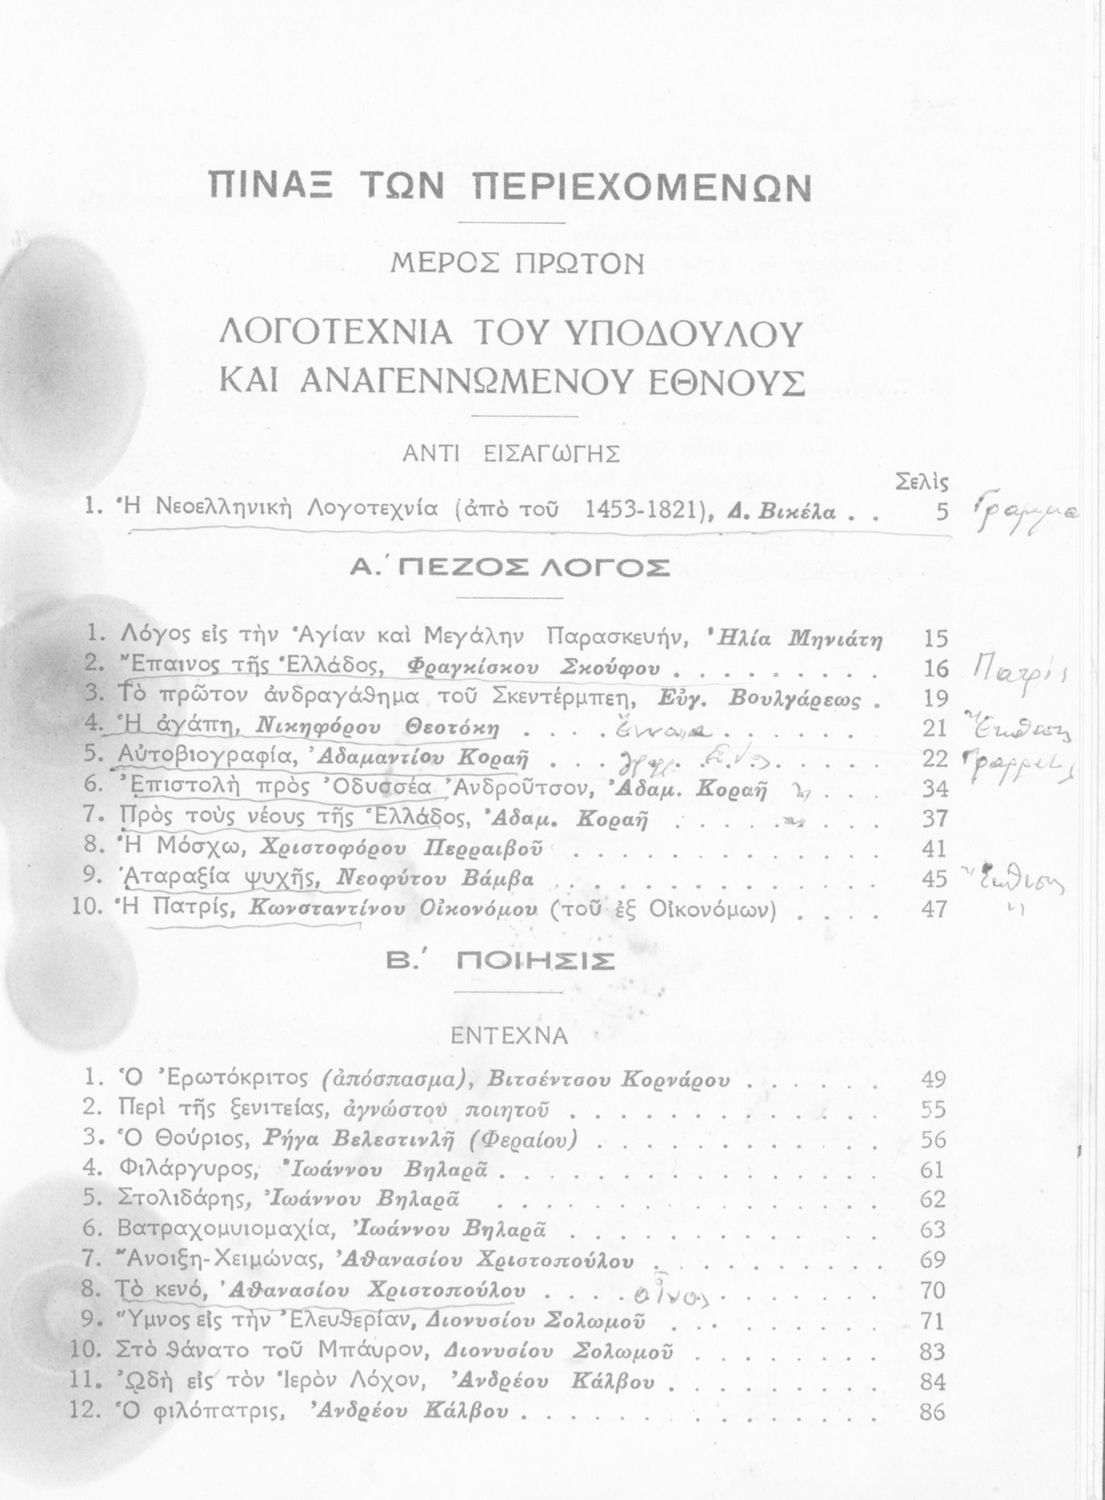 ΠΙΝΑΞ ΤΩΝ ΠΕΡΙΕΧΟΜΕΝΩΝ
ΜΕΡΟΣ ΠΡΩΤΟΝ
ΛΟΓΟΤΕΧΝΙΑ ΤΟΥ ΥΠΟΔΟΥΛΟΥ
ΚΑΙ ΑΝΑΓΕΝΝΩΜΕΝΟΥ ΕΘΝΟΥΣ
ΑΝΤΙ ΕΙΣΑΓΩΓΗΣ
Σελὶς
1. Ἡ Νεοελληνικὴ Λογοτεχνία (ἀπὸ τοῦ 1453-1821), Δ. Βικέλα . . 5
Α.' ΠΕΖΟΣ ΛΟΓΟΣ
1. Λόγος εἰς τὴν Ἁγίαν καὶ Μεγάλην Παρασκευήν, Ἠλία Μηνιάτη 15
2. Ἔπαινος τῆς Ἑλλάδος, Φραγκίσκου Σκούφου . . . . . . . . 16 Πατρίς
3. Τὸ πρῶτον ἀνδραγάθημα τοῦ Σκεντέρμπεη, Εὐγ. Βουλγάρεως . 19
4. Ἡ ἀγάπη, Νικηφόρου Θεοτόκη . . . . . . . . . . 21 Ἔκθεσις
5. Αὐτοβιογραφία, Ἀδαμαντίου Κοραῆ . . . . . . . . . 22
6. Ἐπιστολὴ πρὸς Ὀδυσσέα Ἀνδροῦτσον, Ἀδαμ. Κοραῆ . . . 34
7. Πρὸς τοὺς νέους τῆς Ἑλλάδος, Ἀδαμ. Κοραῆ . . . . . . . 37
8. Ἡ Μόσχω, Χριστοφόρου Περραιβοῦ . . . . . . . . . . . 41
9. Ἀταραξία ψυχῆς, Νεοφύτου Βάμβα . . . . . . . . . . . 45 Ἔκθεσις
10. Ἡ Πατρίς, Κωνσταντίνου Οἰκονόμου (τοῦ ἐξ Οἰκονόμων) . . . . 47 "
Β.' ΠΟΙΗΣΙΣ
ΕΝΤΕΧΝΑ
1. Ὁ Ἐρωτόκριτος (ἀπόσπασμα), Βιτσέντσου Κορνάρου . . . . . . 49
2. Περὶ τῆς ξενιτείας, ἀγνώστου ποιητοῦ . . . . . . . . . . . 55
3. Ὁ Θούριος, Ρήγα Βελεστινλῆ (Φεραίου) . . . . . . . . . . 56
4. Φιλάργυρος, Ἰωάννου Βηλαρᾶ . . . . . . . . . . . . . . 61
5. Στολιδάρης, Ἰωάννου Βηλαρᾶ . . . . . . . . . . . . . . 62
6. Βατραχομυιομαχία, Ἰωάννου Βηλαρᾶ . . . . . . . . . . . 63
7. Ἄνοιξη-Χειμώνας, Ἀθανασίου Χριστοπούλου . . . . . . . . . 69
8. Τὸ κενό, Ἀθανασίου Χριστοπούλου . . . . οἶνος . . . . . . . 70
9. Ὕμνος εἰς τὴν Ἐλευθερίαν, Διονυσίου Σολωμοῦ . . . . . . . . 71
10. Στὸ θάνατο τοῦ Μπάυρον, Διονυσίου Σολωμοῦ . . . . . . . . 83
11. Ὠδὴ εἰς τὸν Ἱερὸν Λόχον, Ἀνδρέου Κάλβου . . . . . . . . . 84
12. Ὁ φιλόπατρις, Ἀνδρέου Κάλβου . . . . . . . . . . . . . . 86